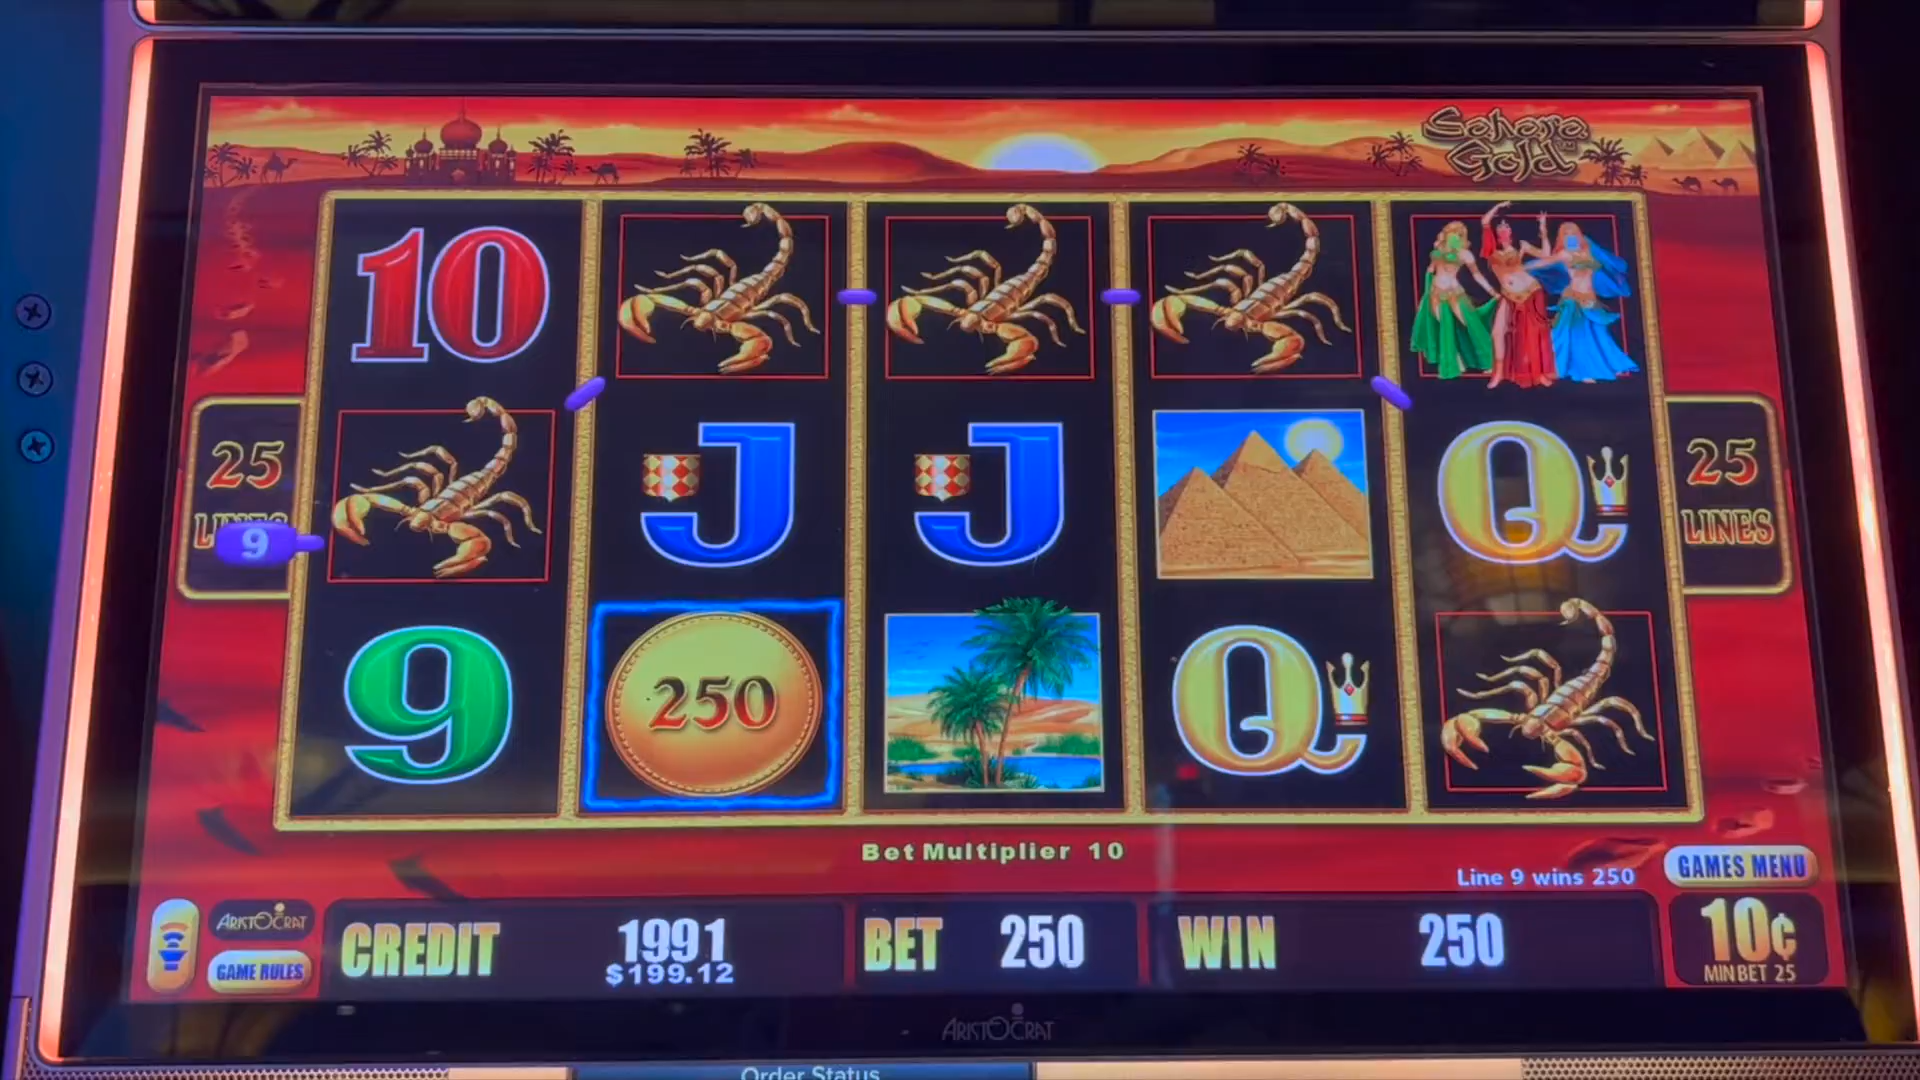 Sahara
Gold™
10
25
LINES
25
LINES
9
J
J
Q
9
250
Q
Bet Multiplier 10
Line 9 wins 250
GAMES MENU
ARISTOCRAT
GAME RULES
CREDIT
1991
$199.12
BET
250
WIN
250
10¢
MIN BET 25
ARISTOCRAT
Order Status